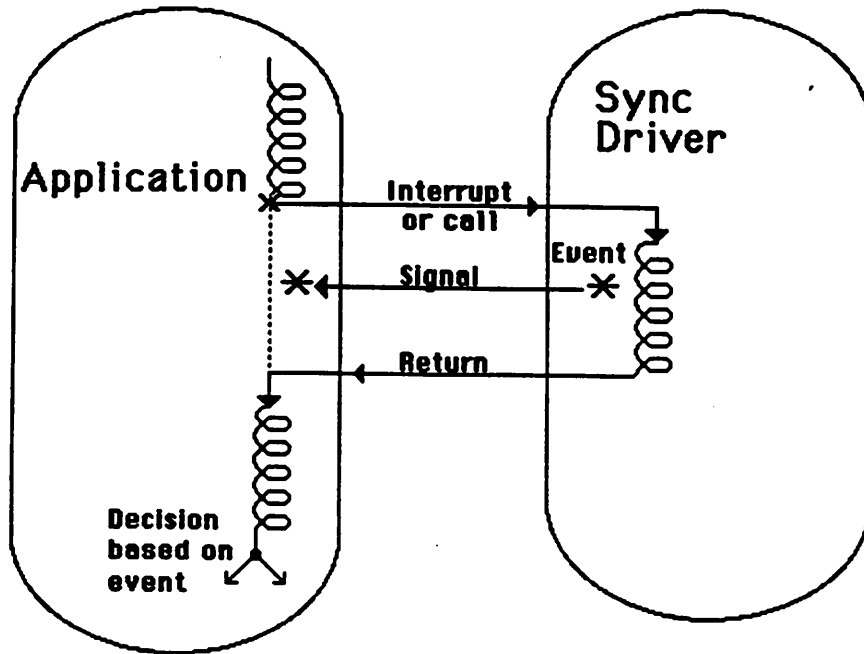 Sync
Driver
Application
Interrupt
or call
Event
Signal
Return
Decision
based on
event